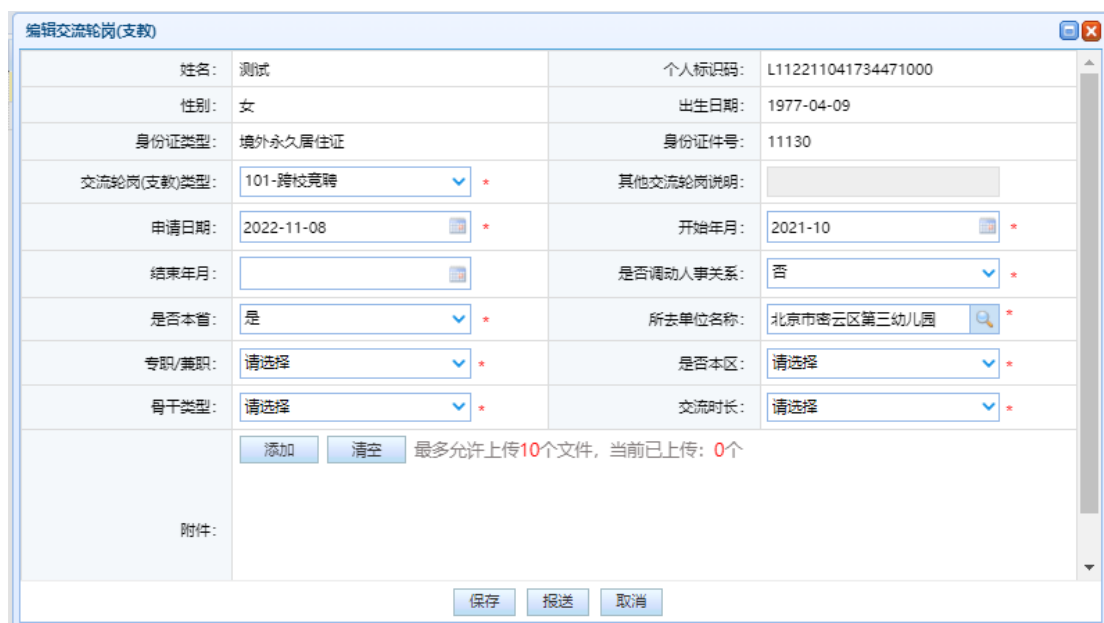 编辑交流轮岗(支教)
姓名: 测试 个人标识码: L112211041734471000
性别: 女 出生日期: 1977-04-09
身份证类型: 境外永久居住证 身份证件号: 11130
交流轮岗(支教)类型: 101-跨校竞聘 * 其他交流轮岗说明:
申请日期: 2022-11-08 * 开始年月: 2021-10 *
结束年月: 是否调动人事关系: 否 *
是否本省: 是 * 所去单位名称: 北京市密云区第三幼儿园 *
专职/兼职: 请选择 * 是否本区: 请选择 *
骨干类型: 请选择 * 交流时长: 请选择 *
添加 清空 最多允许上传10个文件, 当前已上传: 0个
附件:
保存 报送 取消